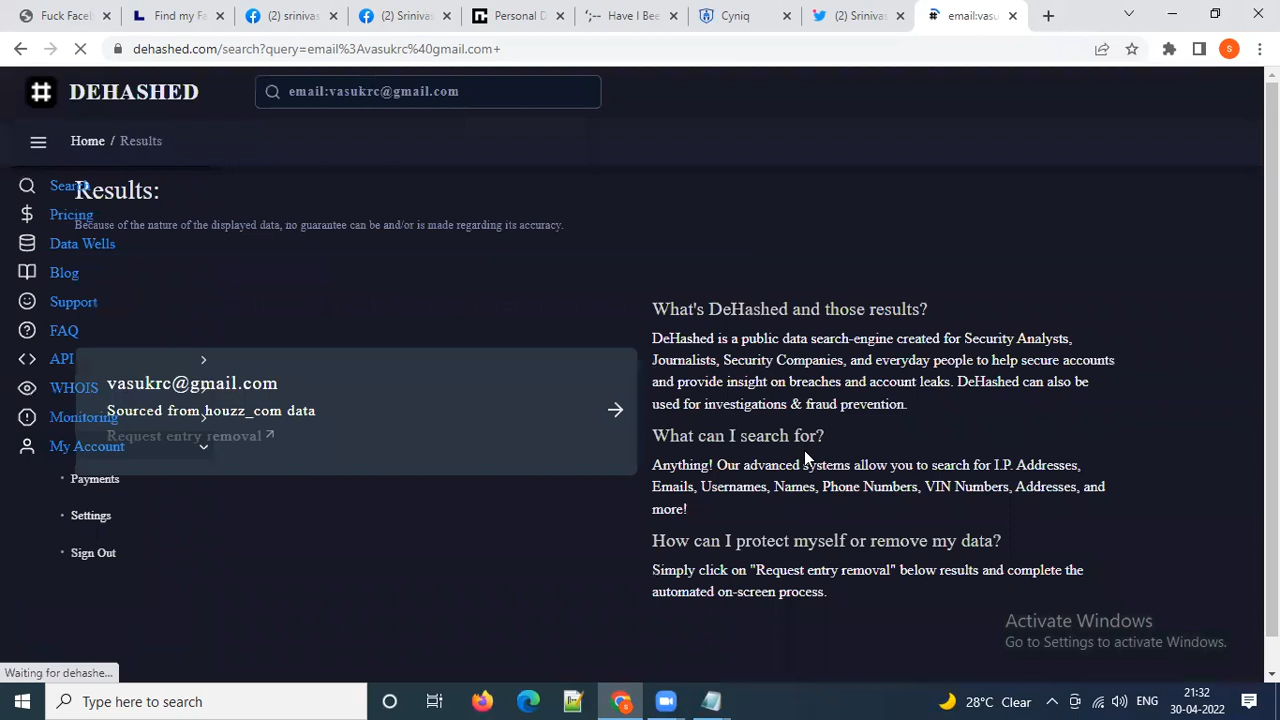 Fuck Faceb
Find my Fa
(2) srinivas
(2) Srinivas
Personal D
Have I Bee
Cyniq
(2) Srinivas
email:vasu
dehashed.com/search?query=email%3Avasukrc%40gmail.com+
DEHASHED
email:vasukrc@gmail.com
Home / Results
Results:
Because of the nature of the displayed data, no guarantee can be and/or is made regarding its accuracy.
Search
Pricing
Data Wells
Blog
Support
FAQ
API
WHOIS
Monitoring
My Account
Payments
Settings
Sign Out
vasukrc@gmail.com
Sourced from houzz_com data
Request entry removal
What's DeHashed and those results?
DeHashed is a public data search-engine created for Security Analysts,
Journalists, Security Companies, and everyday people to help secure accounts
and provide insight on breaches and account leaks. DeHashed can also be
used for investigations & fraud prevention.
What can I search for?
Anything! Our advanced systems allow you to search for I.P. Addresses,
Emails, Usernames, Names, Phone Numbers, VIN Numbers, Addresses, and
more!
How can I protect myself or remove my data?
Simply click on "Request entry removal" below results and complete the
automated on-screen process.
Activate Windows
Go to Settings to activate Windows.
Waiting for dehashe...
Type here to search
28°C Clear
ENG
21:32
30-04-2022